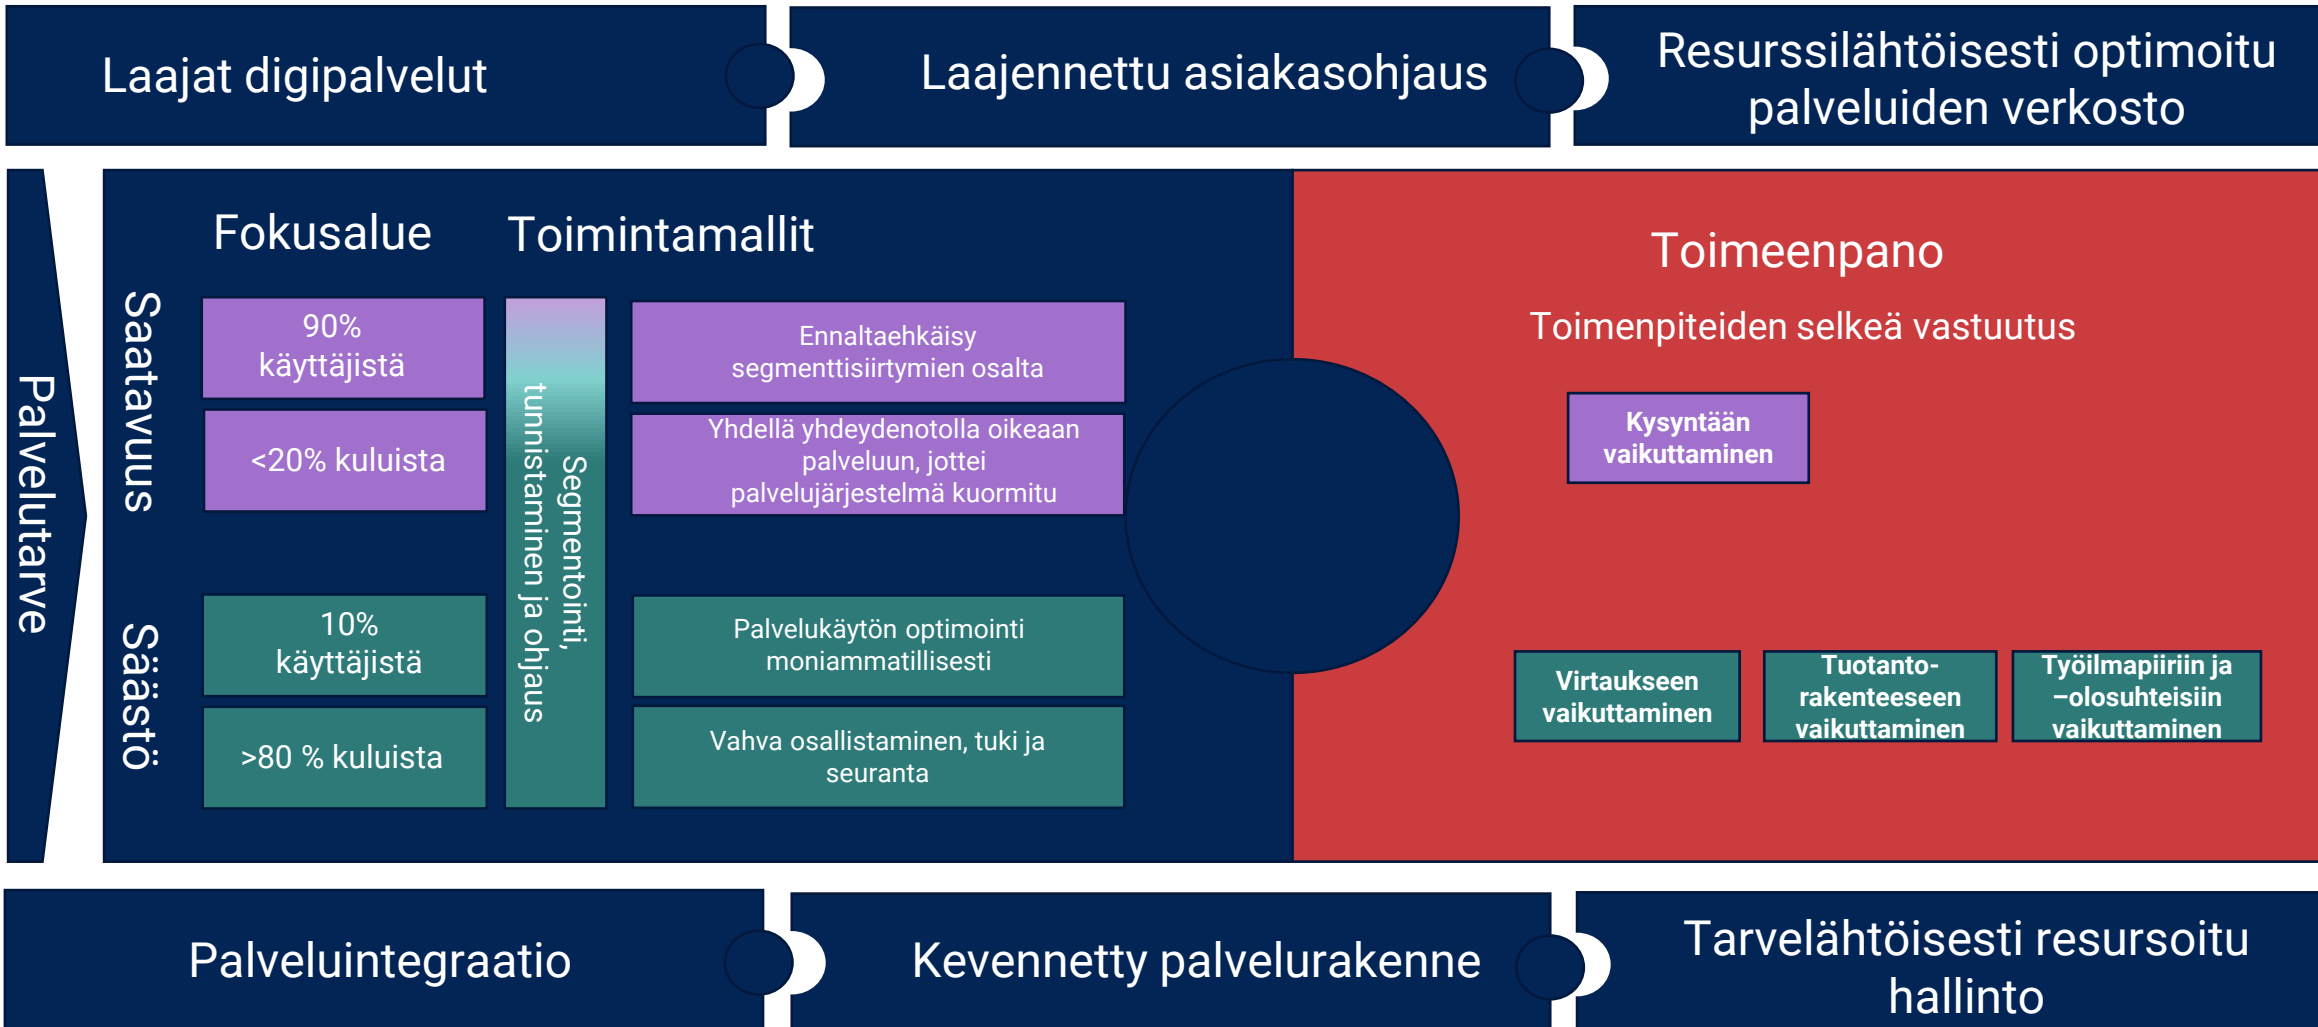 Laajat digipalvelut
Laajennettu asiakasohjaus
Resurssilähtöisesti optimoitu
palveluiden verkosto
Palvelutarve
Fokusalue
Toimintamallit
Saatavuus
90%
käyttäjistä
<20% kuluista
Säästö
10%
käyttäjistä
>80 % kuluista
Segmentointi,
tunnistaminen ja ohjaus
Ennaltaehkäisy
segmenttisiirtymien osalta
Yhdellä yhdeydenotolla oikeaan
palveluun, jottei
palvelujärjestelmä kuormitu
Palvelukäytön optimointi
moniammatillisesti
Vahva osallistaminen, tuki ja
seuranta
Toimeenpano
Toimenpiteiden selkeä vastuutus
Kysyntään
vaikuttaminen
Virtaukseen
vaikuttaminen
Tuotanto-
rakenteeseen
vaikuttaminen
Työilmapiiriin ja
–olosuhteisiin
vaikuttaminen
Palveluintegraatio
Kevennetty palvelurakenne
Tarvelähtöisesti resursoitu
hallinto